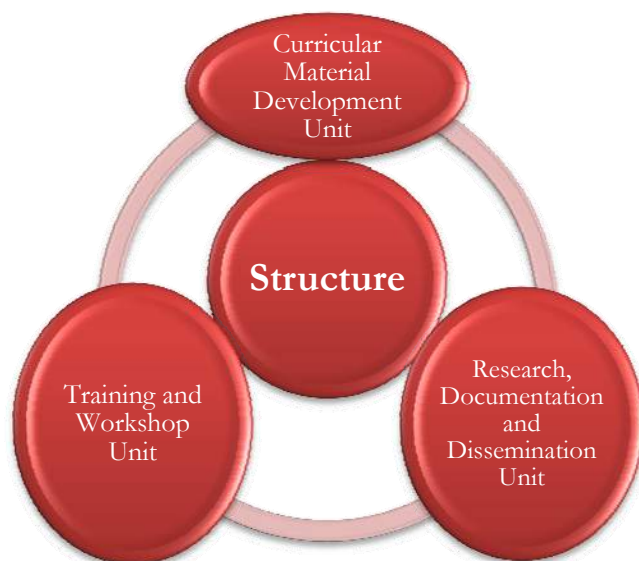 Curricular
Material
Development
Unit
Structure
Training and
Workshop
Unit
Research,
Documentation
and
Dissemination
Unit